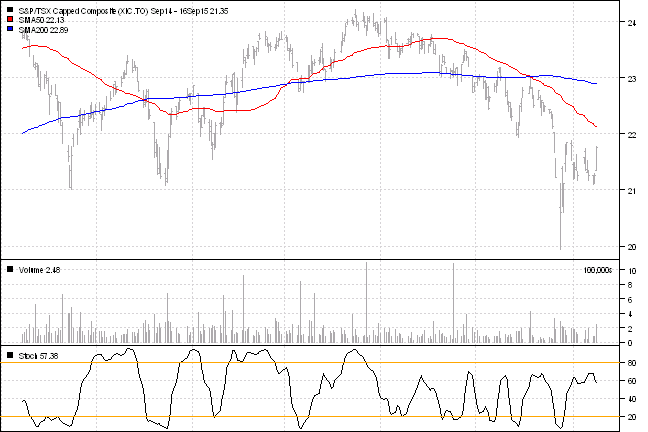 S&P/TSX Capped Composite (XIC.TO) Sep14 - 16Sep15 21.35
SMA50 22.13
SMA200 22.89
24
23
22
21
20
Volume 2.48
100,000s
10
8
6
4
2
0
Stoch 57.38
80
60
40
20